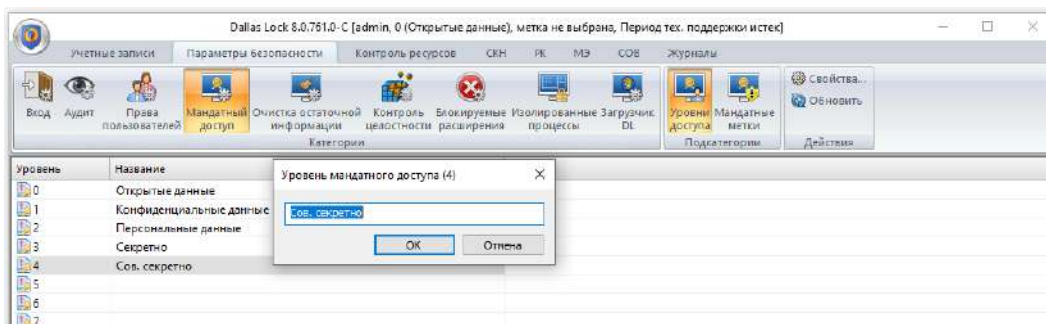 Dallas Lock 8.0.761.0-C [admin, 0 (Открытые данные), метка не выбрана, Период тех. поддержки истек]
Учетные записи Параметры безопасности Контроль ресурсов СКН РК МЭ СОВ Журналы
Вход Аудит Права пользователей Мандатный доступ Очистка остаточной информации Контроль целостности Блокируемые расширения Изолированные процессы Загрузчик DL Уровни доступа Мандатные метки Свойства...
Обновить
Категории Подкатегории Действия
Уровень Название
0 Открытые данные
1 Конфиденциальные данные
2 Персональные данные
3 Секретно
4 Сов. секретно
5
6
7
Уровень мандатного доступа (4)
Сов. секретно
ОК Отмена